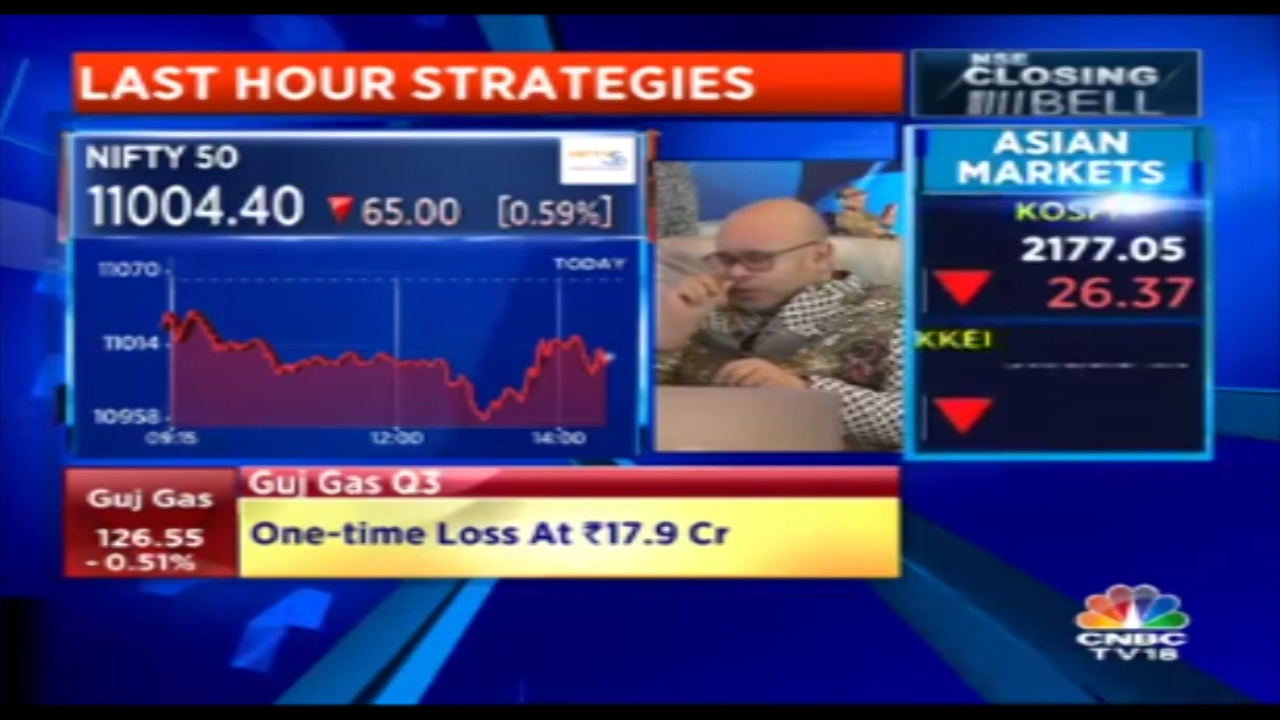 LAST HOUR STRATEGIES
NSE
CLOSING
BELL
NIFTY 50
11004.40 65.00 [0.59%]
TODAY
11070
11014
10958
09:15 12:00 14:00
ASIAN
MARKETS
2177.05
26.37
KKEI
Guj Gas
126.55
- 0.51%
Guj Gas Q3
One-time Loss At ₹17.9 Cr
CNBC
TV18